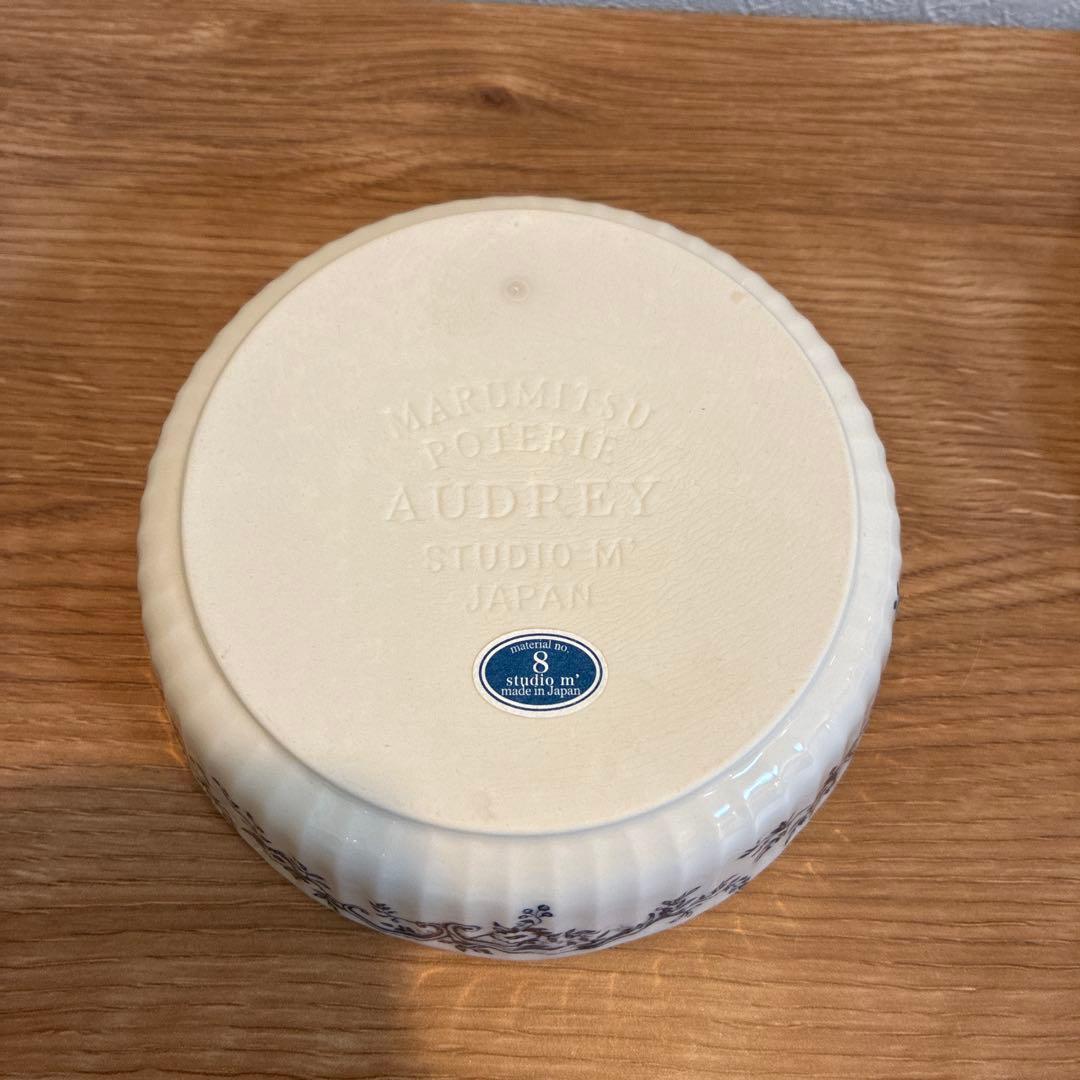 MARUMITSU
POTERIE
AUDREY
STUDIO M'
JAPAN
material no.
8
studio m'
made in Japan